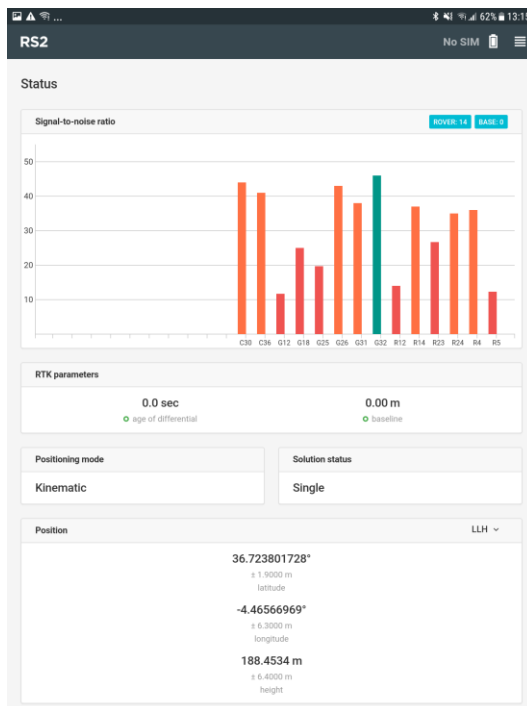 ... 62% 13:15
RS2 No SIM
Status
Signal-to-noise ratio ROVER: 14 BASE: 0
50
40
30
20
10
C30 C36 G12 G18 G25 G26 G31 G32 R12 R14 R23 R24 R4 R5
RTK parameters
0.0 sec 0.00 m
age of differential baseline
Positioning mode Solution status
Kinematic Single
Position LLH
36.723801728°
± 1.9000 m
latitude
-4.46566969°
± 6.3000 m
longitude
188.4534 m
± 6.4000 m
height